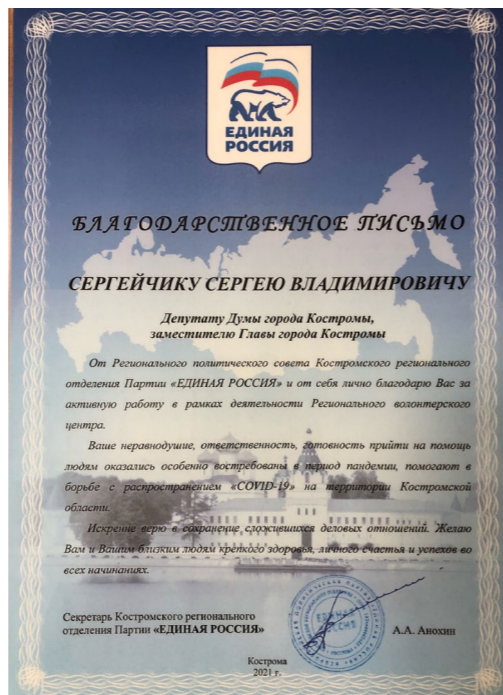 ЕДИНАЯ
РОССИЯ
БЛАГОДАРСТВЕННОЕ ПИСЬМО
СЕРГЕЙЧИКУ СЕРГЕЮ ВЛАДИМИРОВИЧУ
Депутату Думы города Костромы,
заместителю Главы города Костромы
От Регионального политического совета Костромского регионального
отделения Партии «ЕДИНАЯ РОССИЯ» и от себя лично благодарю Вас за
активную работу в рамках деятельности Регионального волонтерского
центра.
Ваше неравнодушие, ответственность, готовность прийти на помощь
людям оказались особенно востребованы в период пандемии, помогают в
борьбе с распространением «COVID-19» на территории Костромской
области.
Искренне верю в сохранение сложившихся деловых отношений. Желаю
Вам и Вашим близким людям крепкого здоровья, личного счастья и успехов во
всех начинаниях.
Секретарь Костромского регионального
отделения Партии «ЕДИНАЯ РОССИЯ»
А.А. Анохин
ЕДИНАЯ
РОССИЯ
Кострома
2021 г.